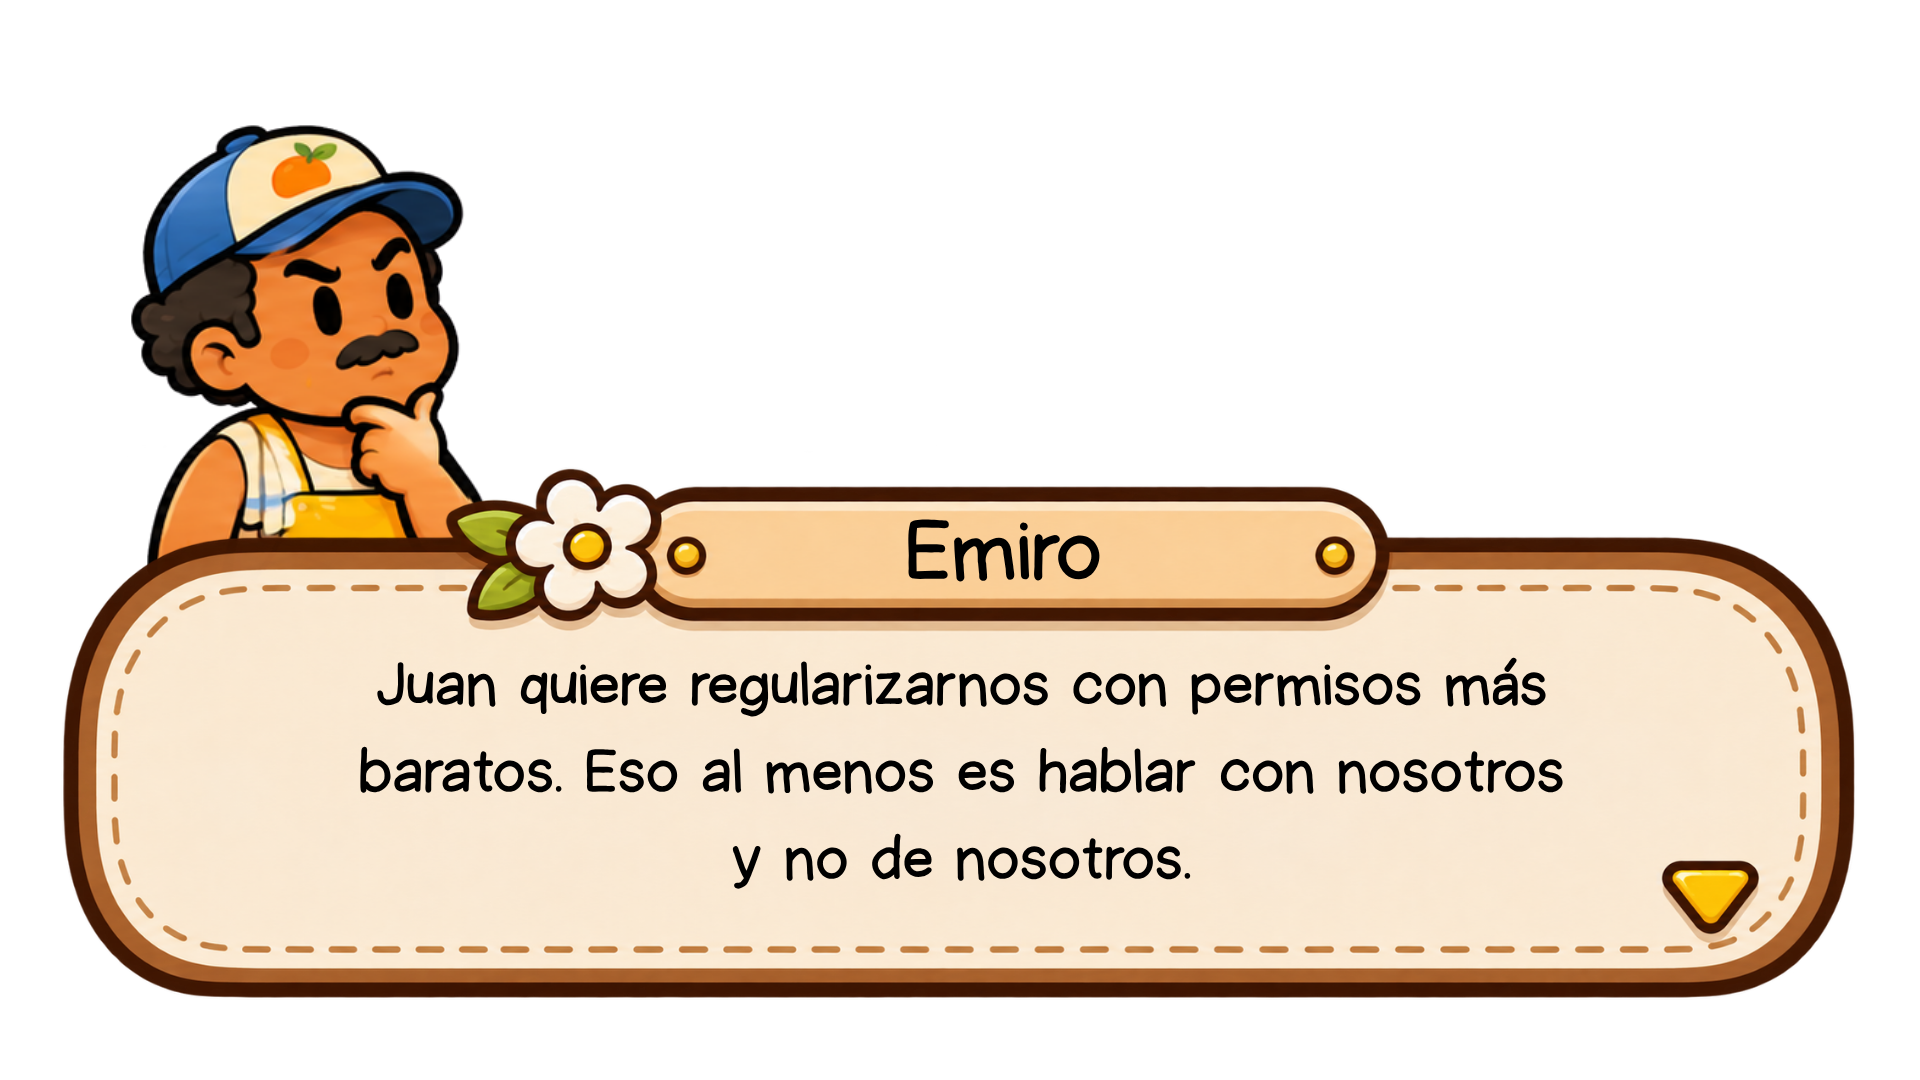 Emiro
Juan quiere regularizarnos con permisos más
baratos. Eso al menos es hablar con nosotros
y no de nosotros.